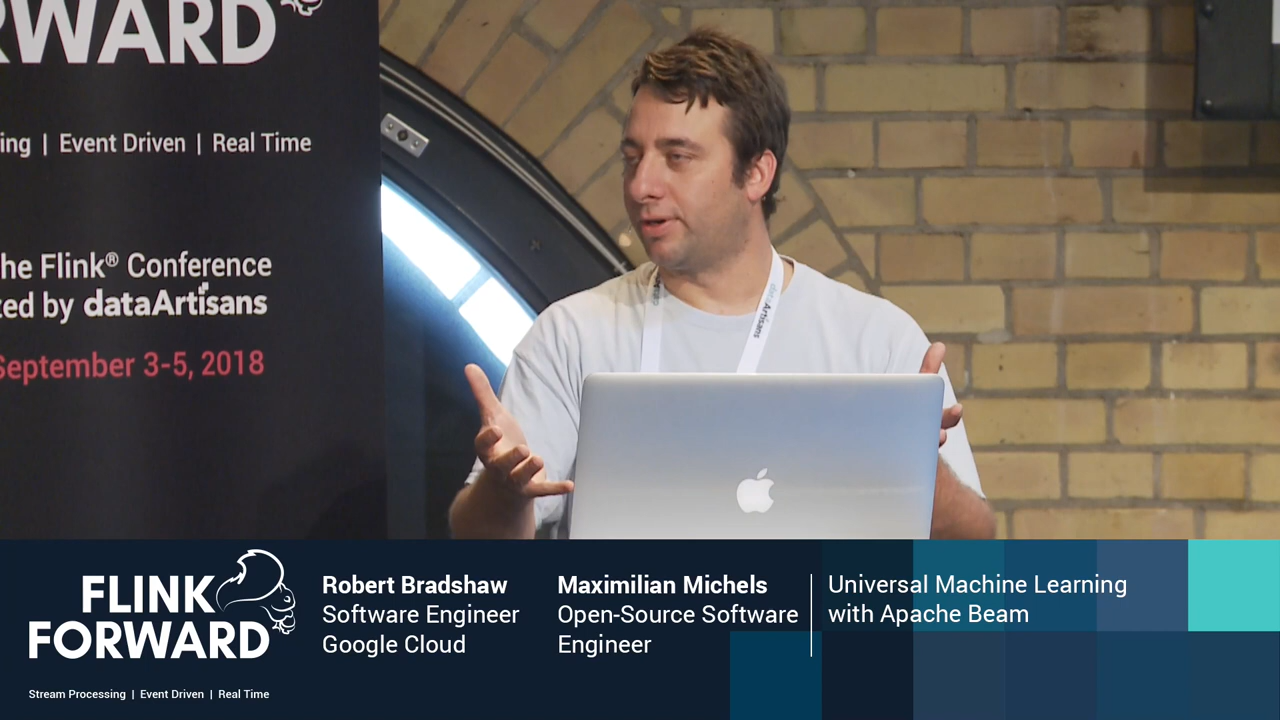 RWARD
ing | Event Driven | Real Time
he Flink® Conference
ted by dataArtisans
September 3-5, 2018
dataArtisans
FLINK
FORWARD
Stream Processing | Event Driven | Real Time
Robert Bradshaw
Software Engineer
Google Cloud
Maximilian Michels
Open-Source Software
Engineer
Universal Machine Learning
with Apache Beam